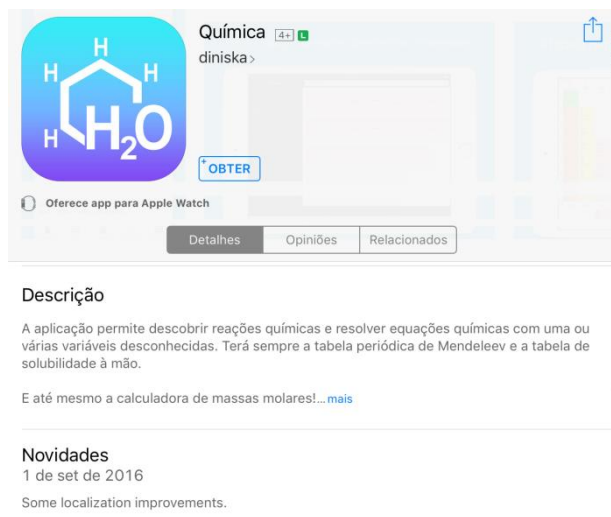 H
H H
H H₂O
Química 4+ L
diniska >
+OBTER
Oferece app para Apple Watch
Detalhes Opiniões Relacionados
Descrição
A aplicação permite descobrir reações químicas e resolver equações químicas com uma ou
várias variáveis desconhecidas. Terá sempre a tabela periódica de Mendeleev e a tabela de
solubilidade à mão.
E até mesmo a calculadora de massas molares!... mais
Novidades
1 de set de 2016
Some localization improvements.